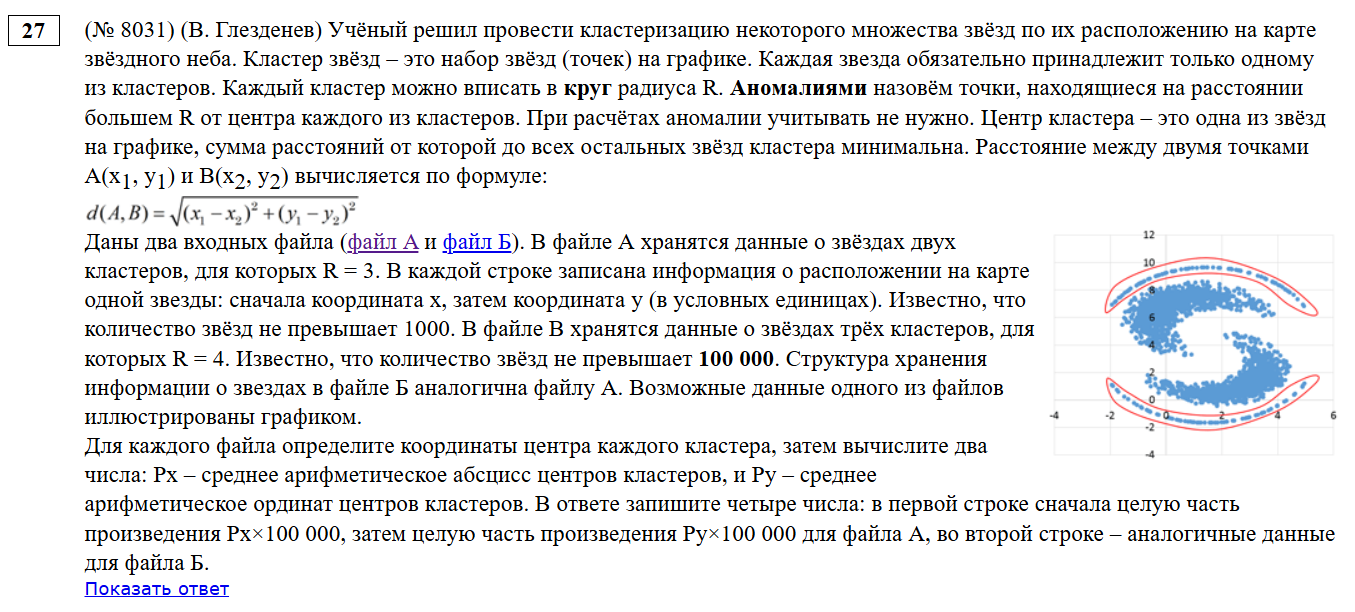 27
(№ 8031) (В. Глезденев) Учёный решил провести кластеризацию некоторого множества звёзд по их расположению на карте
звёздного неба. Кластер звёзд – это набор звёзд (точек) на графике. Каждая звезда обязательно принадлежит только одному
из кластеров. Каждый кластер можно вписать в круг радиуса R. Аномалиями назовём точки, находящиеся на расстоянии
большем R от центра каждого из кластеров. При расчётах аномалии учитывать не нужно. Центр кластера – это одна из звёзд
на графике, сумма расстояний от которой до всех остальных звёзд кластера минимальна. Расстояние между двумя точками
A(x1, y1) и B(x2, y2) вычисляется по формуле:
d(A,B)=√(x1−x2)²+(y1−y2)²
Даны два входных файла (файл А и файл Б). В файле А хранятся данные о звёздах двух
кластеров, для которых R = 3. В каждой строке записана информация о расположении на карте
одной звезды: сначала координата x, затем координата y (в условных единицах). Известно, что
количество звёзд не превышает 1000. В файле B хранятся данные о звёздах трёх кластеров, для
которых R = 4. Известно, что количество звёзд не превышает 100 000. Структура хранения
информации о звездах в файле Б аналогична файлу А. Возможные данные одного из файлов
иллюстрированы графиком.
Для каждого файла определите координаты центра каждого кластера, затем вычислите два
числа: Px – среднее арифметическое абсцисс центров кластеров, и Py – среднее
арифметическое ординат центров кластеров. В ответе запишите четыре числа: в первой строке сначала целую часть
произведения Px×100 000, затем целую часть произведения Py×100 000 для файла А, во второй строке – аналогичные данные
для файла Б.
Показать ответ
12
10
8
6
4
2
0
-2
-4
-4 -2 0 2 4 6